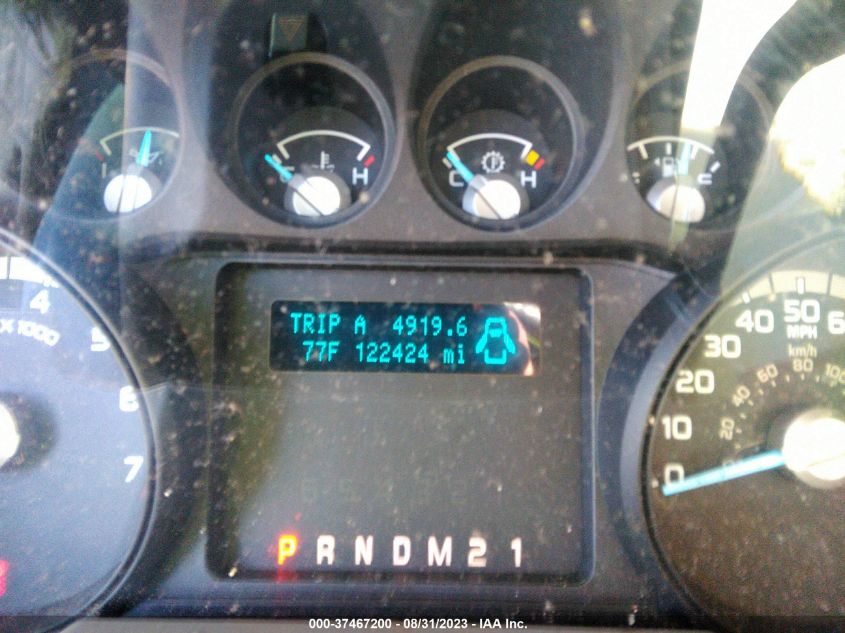 H
C H
F
4
X1000
5
6
7
TRIP A 4919.6
77F 122424 mi
0 10 20 30 40 50 6
MPH
km/h
20 40 60 80 100
P R N D M 2 1
000-37467200 - 08/31/2023 - IAA Inc.